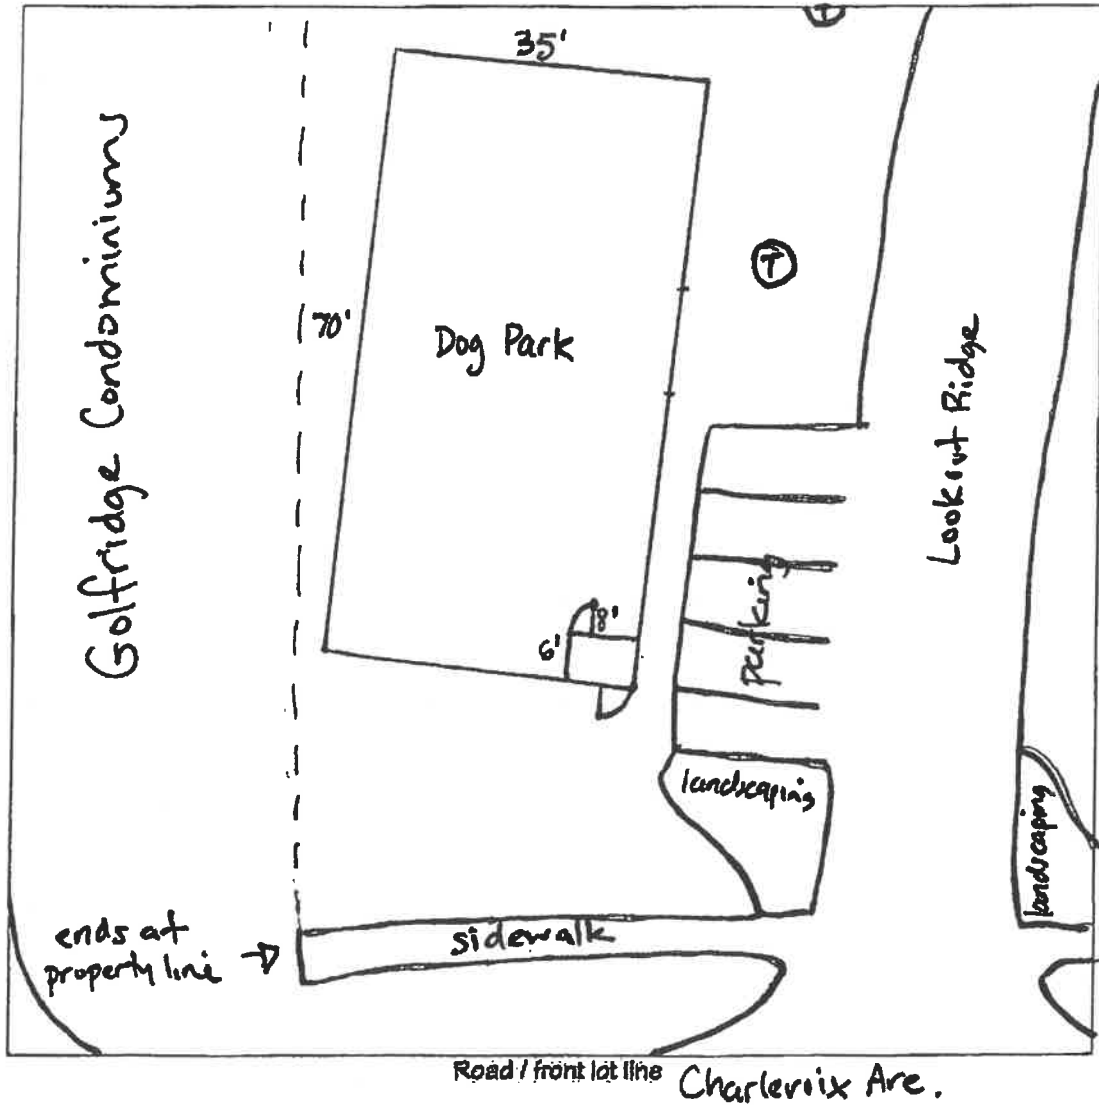 T
35'
Golfridge Condominiums
T
70'
Dog Park
Lookout Ridge
parking
8'
6'
landscaping
landscaping
ends at
property line
sidewalk
Road / front lot line
Charlevoix Ave.